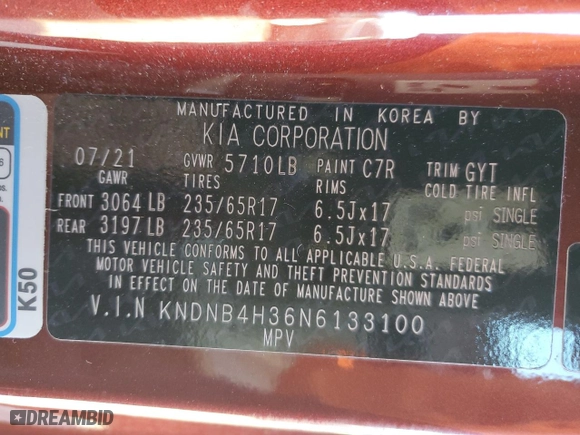 MANUFACTURED IN KOREA BY
KIA CORPORATION
07/21 GVWR 5710LB PAINT C7R TRIM GYT
GAWR TIRES RIMS COLD TIRE INFL
FRONT 3064 LB 235/65R17 6.5Jx17 psi SINGLE
REAR 3197 LB 235/65R17 6.5Jx17 psi SINGLE
THIS VEHICLE CONFORMS TO ALL APPLICABLE U.S.A. FEDERAL
MOTOR VEHICLE SAFETY AND THEFT PREVENTION STANDARDS
IN EFFECT ON THE DATE OF MANUFACTURE SHOWN ABOVE
V.I.N KNDNB4H36N6133100
MPV
K50
DREAMBID